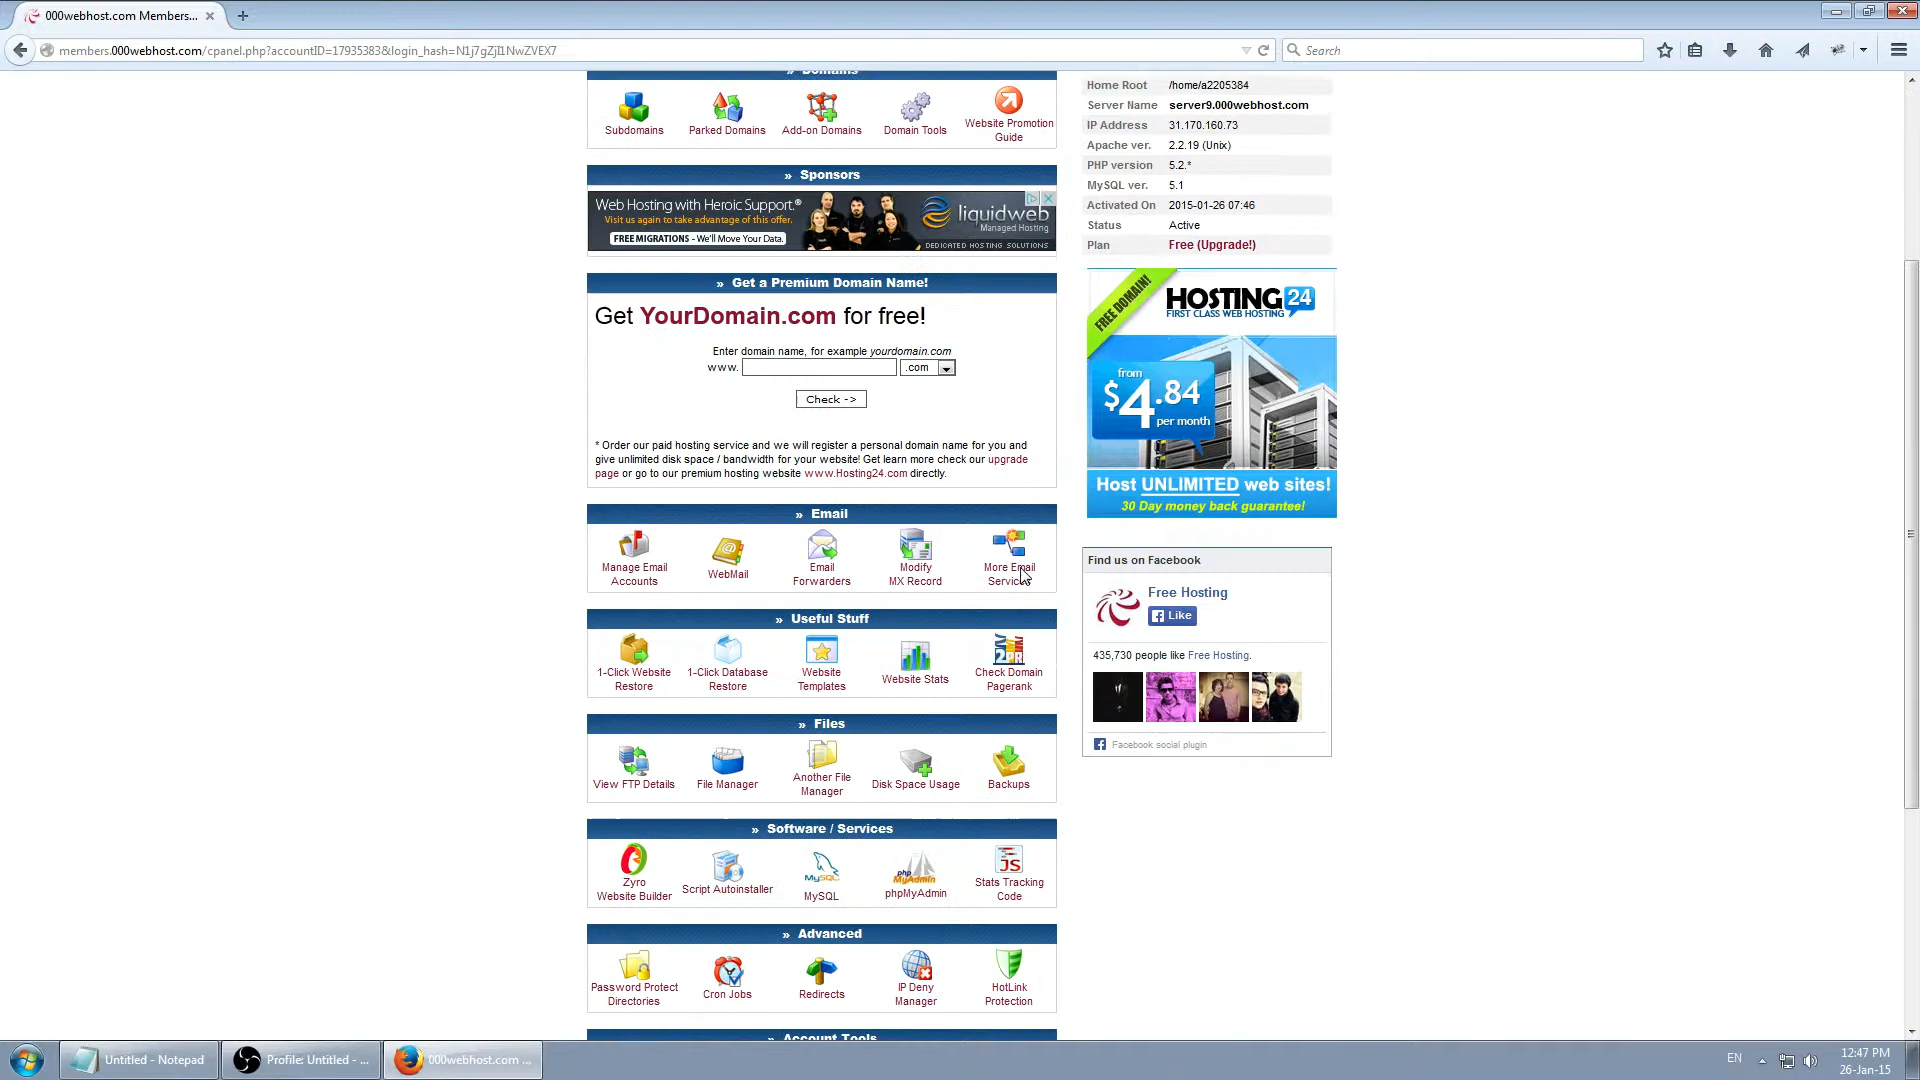 000webhost.com Members...
members.000webhost.com/cpanel.php?accountID=17935383&login_hash=N1j7gZjI1NwZVEX7
Search
» Domains
Subdomains
Parked Domains
Add-on Domains
Domain Tools
Website Promotion
Guide
» Sponsors
Web Hosting with Heroic Support.®
Visit us again to take advantage of this offer.
FREE MIGRATIONS - We'll Move Your Data.
liquidweb
Managed Hosting
DEDICATED HOSTING SOLUTIONS
» Get a Premium Domain Name!
Get YourDomain.com for free!
Enter domain name, for example yourdomain.com
www.
.com
Check ->
* Order our paid hosting service and we will register a personal domain name for you and
give unlimited disk space / bandwidth for your website! Get learn more check our upgrade
page or go to our premium hosting website www.Hosting24.com directly.
» Email
Manage Email
Accounts
WebMail
Email
Forwarders
Modify
MX Record
More Email
Services
» Useful Stuff
1-Click Website
Restore
1-Click Database
Restore
Website
Templates
Website Stats
Check Domain
Pagerank
» Files
View FTP Details
File Manager
Another File
Manager
Disk Space Usage
Backups
» Software / Services
Zyro
Website Builder
Script Autoinstaller
MySQL
MySQL
php
MyAdmin
phpMyAdmin
JS
Stats Tracking
Code
» Advanced
Password Protect
Directories
Cron Jobs
Redirects
IP Deny
Manager
HotLink
Protection
» Account Tools
Home Root /home/a2205384
Server Name server9.000webhost.com
IP Address 31.170.160.73
Apache ver. 2.2.19 (Unix)
PHP version 5.2.*
MySQL ver. 5.1
Activated On 2015-01-26 07:46
Status Active
Plan Free (Upgrade!)
FREE DOMAIN!
HOSTING 24
FIRST CLASS WEB HOSTING
from
$4.84
per month
Host UNLIMITED web sites!
30 Day money back guarantee!
Find us on Facebook
Free Hosting
Like
435,730 people like Free Hosting.
Facebook social plugin
Untitled - Notepad
Profile: Untitled - ...
000webhost.com ...
EN
12:47 PM
26-Jan-15